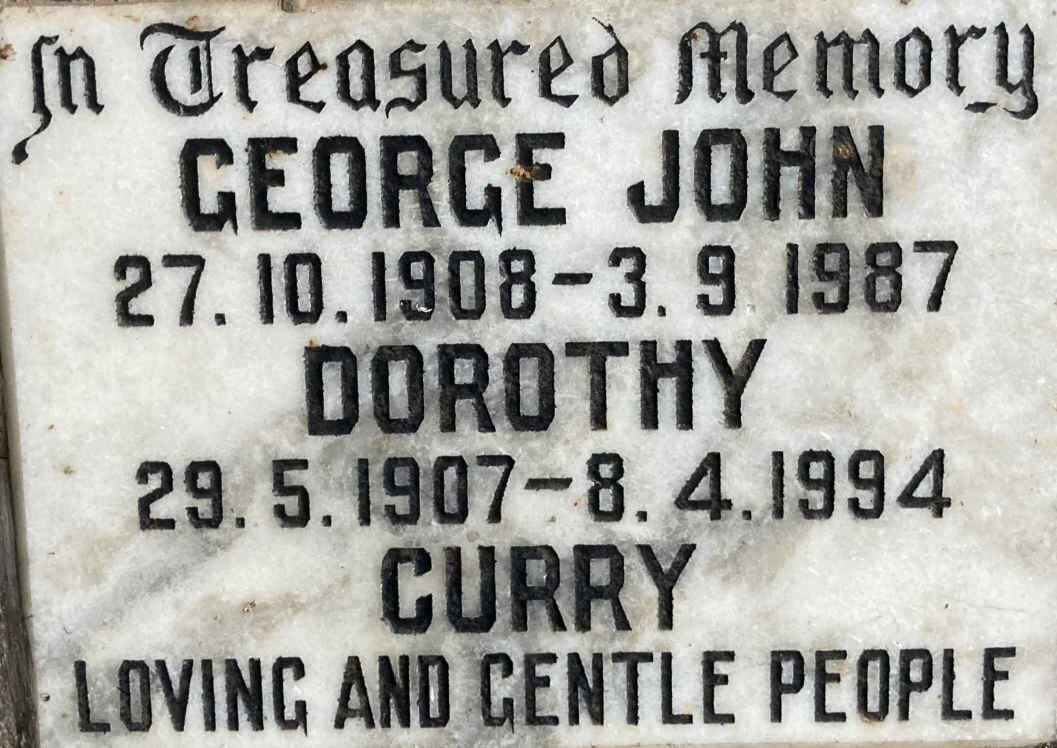 In Treasured Memory
GEORGE JOHN
27.10.1908-3.9 1987
DOROTHY
29.5.1907-8.4.1994
CURRY
LOVING AND GENTLE PEOPLE